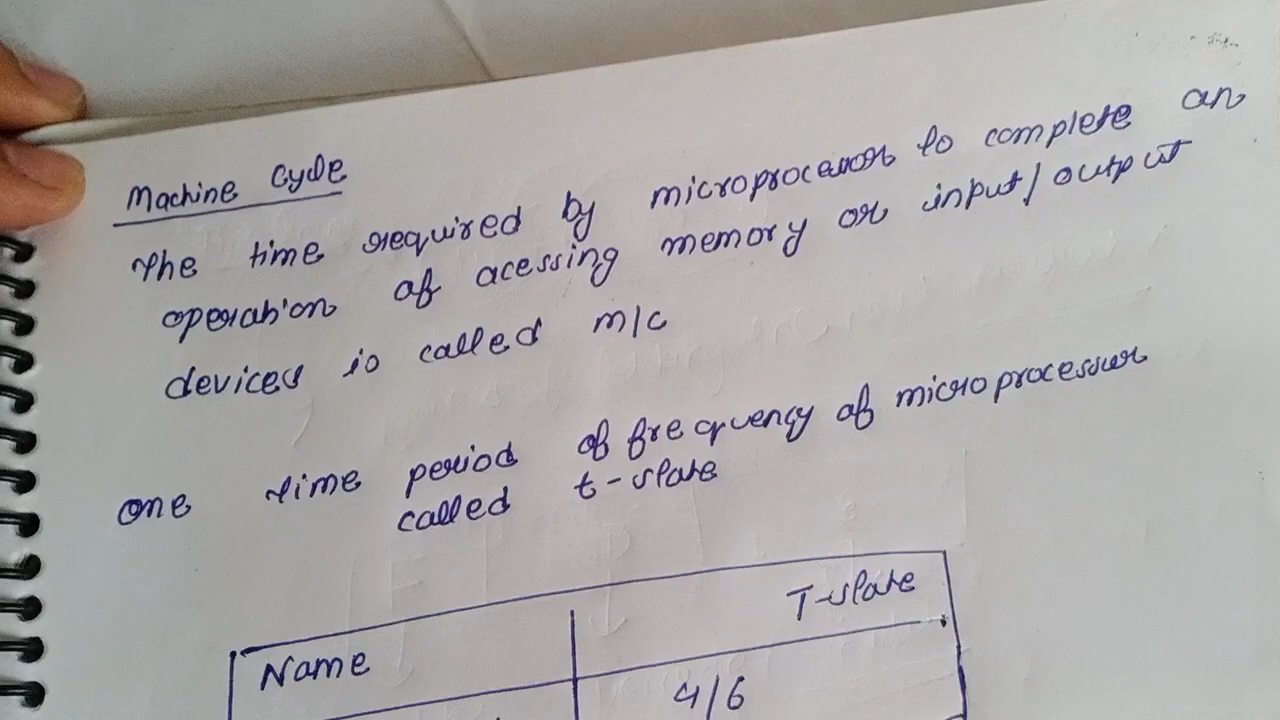 Machine Cycle
The time required by microprocessor to complete an
operation of acessing memory or input/output
devices is called m/c
one time period of frequency of microprocessor
called t-state
Name T-state
4/6